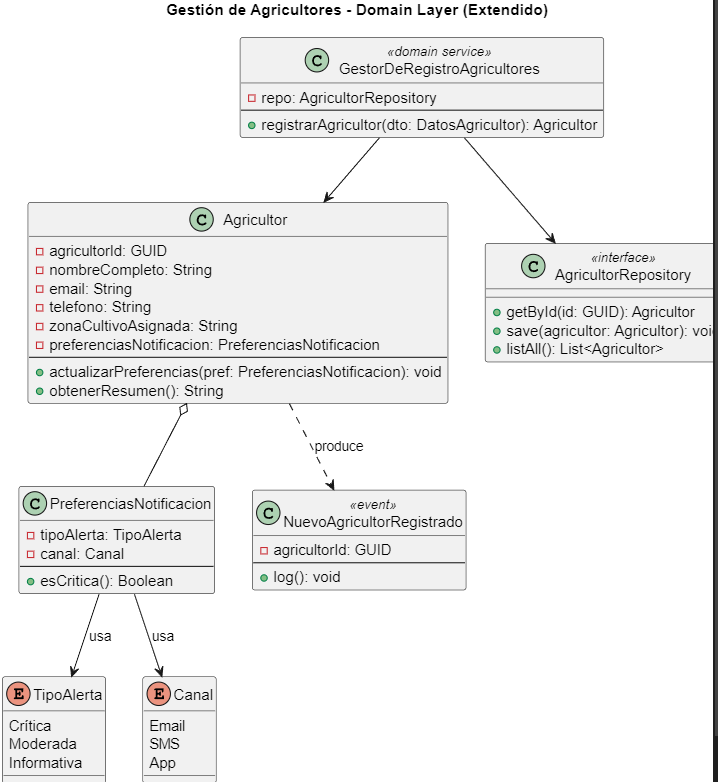 Gestión de Agricultores - Domain Layer (Extendido)
«domain service»
C
GestorDeRegistroAgricultores
repo: AgricultorRepository
registrarAgricultor(dto: DatosAgricultor): Agricultor
C Agricultor
agricultorId: GUID
nombreCompleto: String
email: String
telefono: String
zonaCultivoAsignada: String
preferenciasNotificacion: PreferenciasNotificacion
actualizarPreferencias(pref: PreferenciasNotificacion): void
obtenerResumen(): String
«interface»
C
AgricultorRepository
getById(id: GUID): Agricultor
save(agricultor: Agricultor): voi
listAll(): List<Agricultor>
produce
C PreferenciasNotificacion
tipoAlerta: TipoAlerta
canal: Canal
esCritica(): Boolean
«event»
C
NuevoAgricultorRegistrado
agricultorId: GUID
log(): void
usa
usa
E TipoAlerta
Crítica
Moderada
Informativa
E Canal
Email
SMS
App